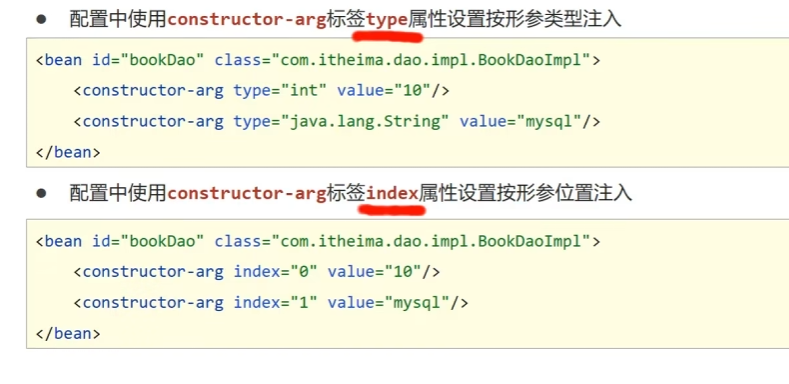 ● 配置中使用constructor-arg标签type属性设置按形参类型注入
<bean id="bookDao" class="com.itheima.dao.impl.BookDaoImpl">
    <constructor-arg type="int" value="10"/>
    <constructor-arg type="java.lang.String" value="mysql"/>
</bean>
● 配置中使用constructor-arg标签index属性设置按形参位置注入
<bean id="bookDao" class="com.itheima.dao.impl.BookDaoImpl">
    <constructor-arg index="0" value="10"/>
    <constructor-arg index="1" value="mysql"/>
</bean>